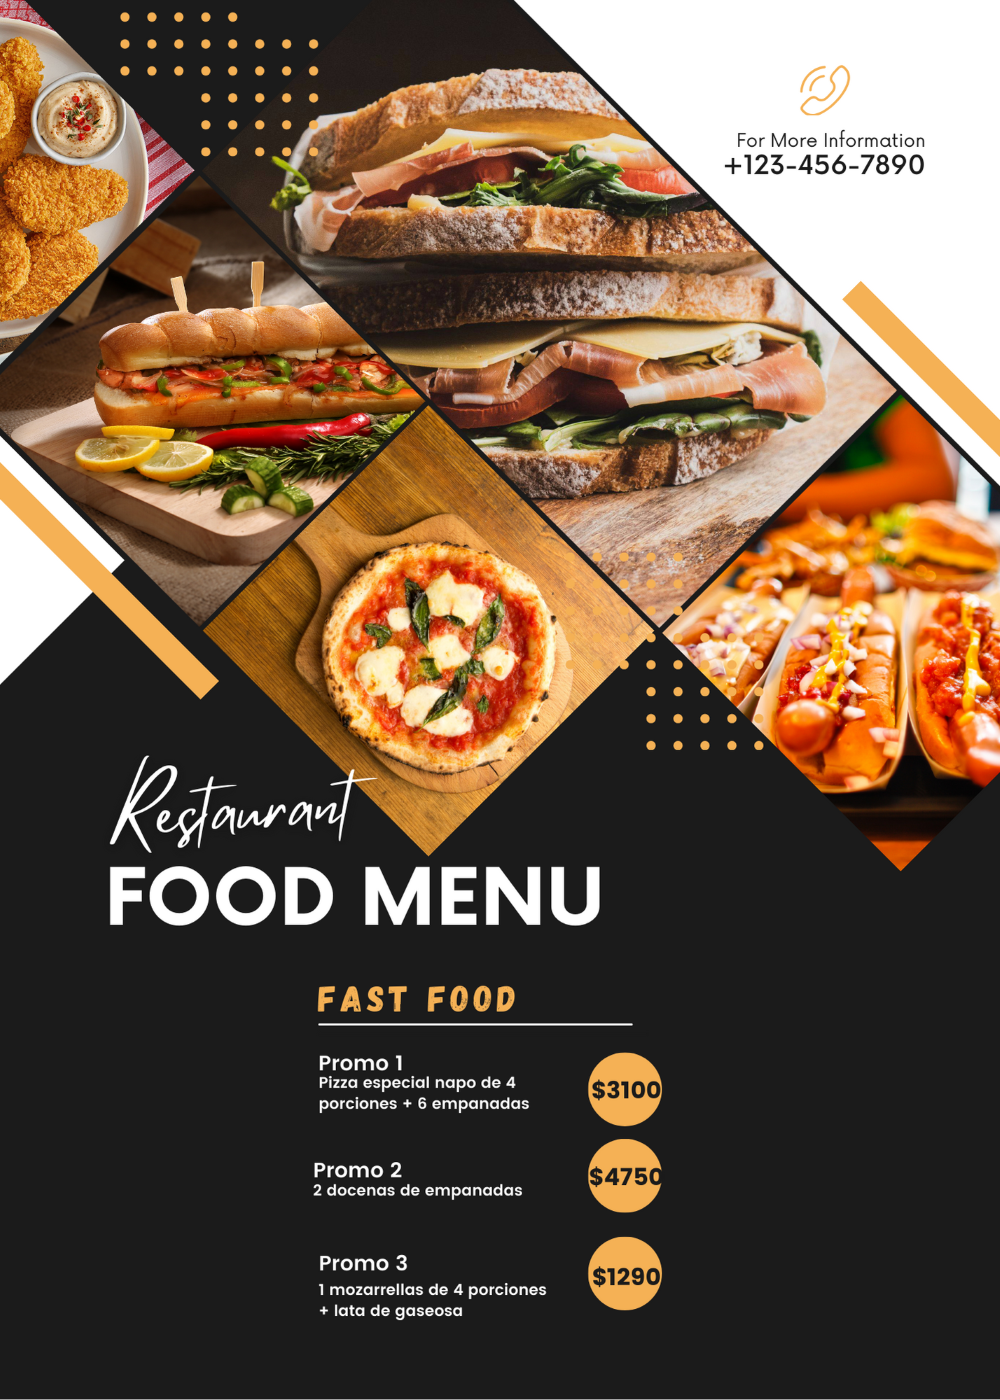 For More Information
+123-456-7890
Restaurant
FOOD MENU
FAST FOOD
Promo 1
Pizza especial napo de 4
porciones + 6 empanadas
$3100
Promo 2
2 docenas de empanadas
$4750
Promo 3
1 mozarrellas de 4 porciones
+ lata de gaseosa
$1290